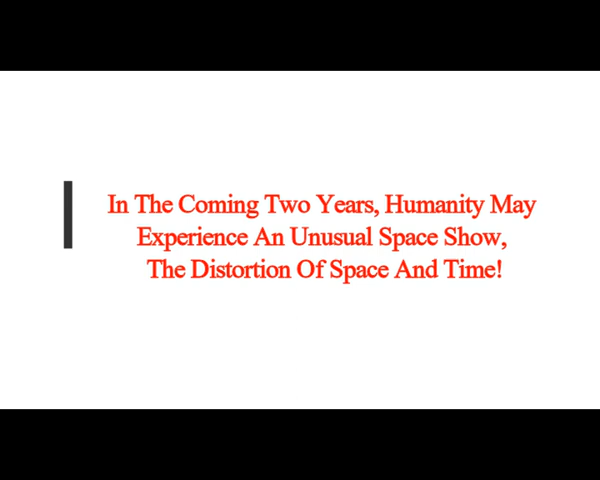 In The Coming Two Years, Humanity May
Experience An Unusual Space Show,
The Distortion Of Space And Time!